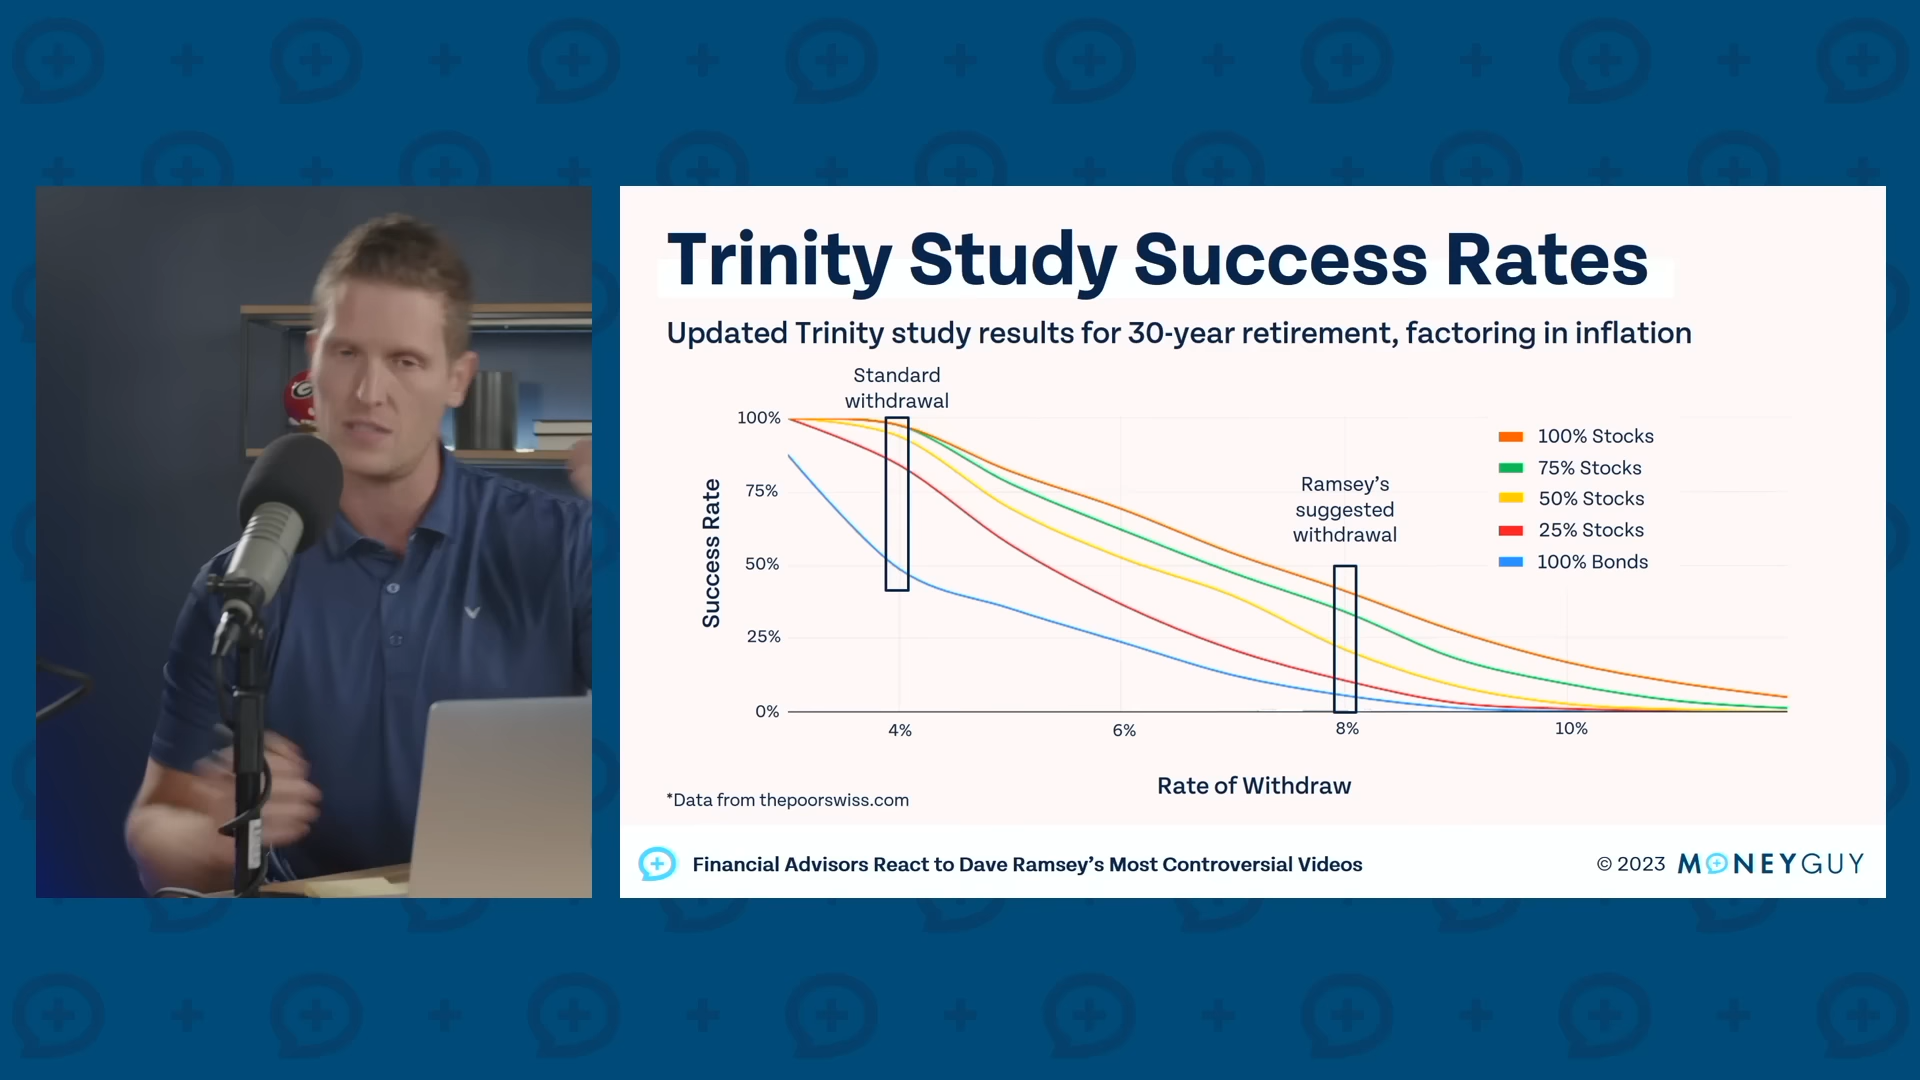 Trinity Study Success Rates
Updated Trinity study results for 30-year retirement, factoring in inflation
Standard
withdrawal
100%
75%
50%
25%
0%
Success Rate
Ramsey’s
suggested
withdrawal
100% Stocks
75% Stocks
50% Stocks
25% Stocks
100% Bonds
4%
6%
8%
10%
Rate of Withdraw
*Data from thepoorswiss.com
Financial Advisors React to Dave Ramsey’s Most Controversial Videos
© 2023 MONEYGUY
G